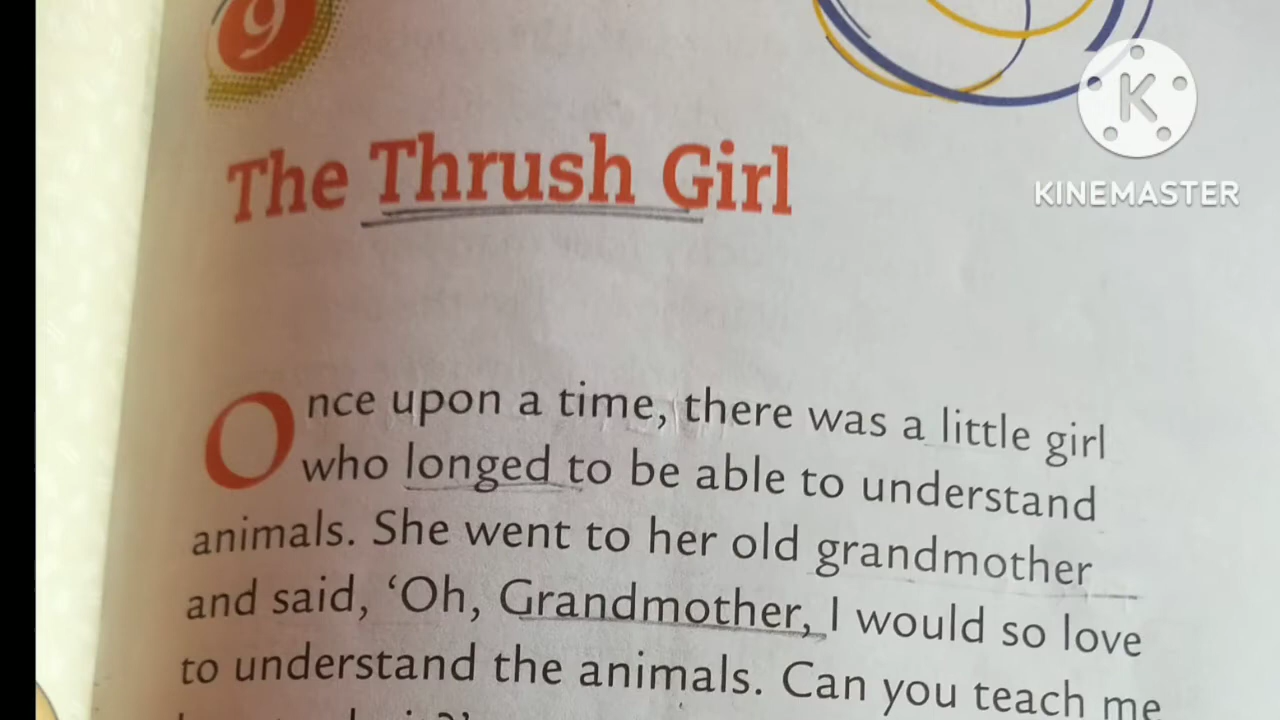 9
K
KINEMASTER
The Thrush Girl
Once upon a time, there was a little girl
who longed to be able to understand
animals. She went to her old grandmother
and said, ‘Oh, Grandmother, I would so love
to understand the animals. Can you teach me